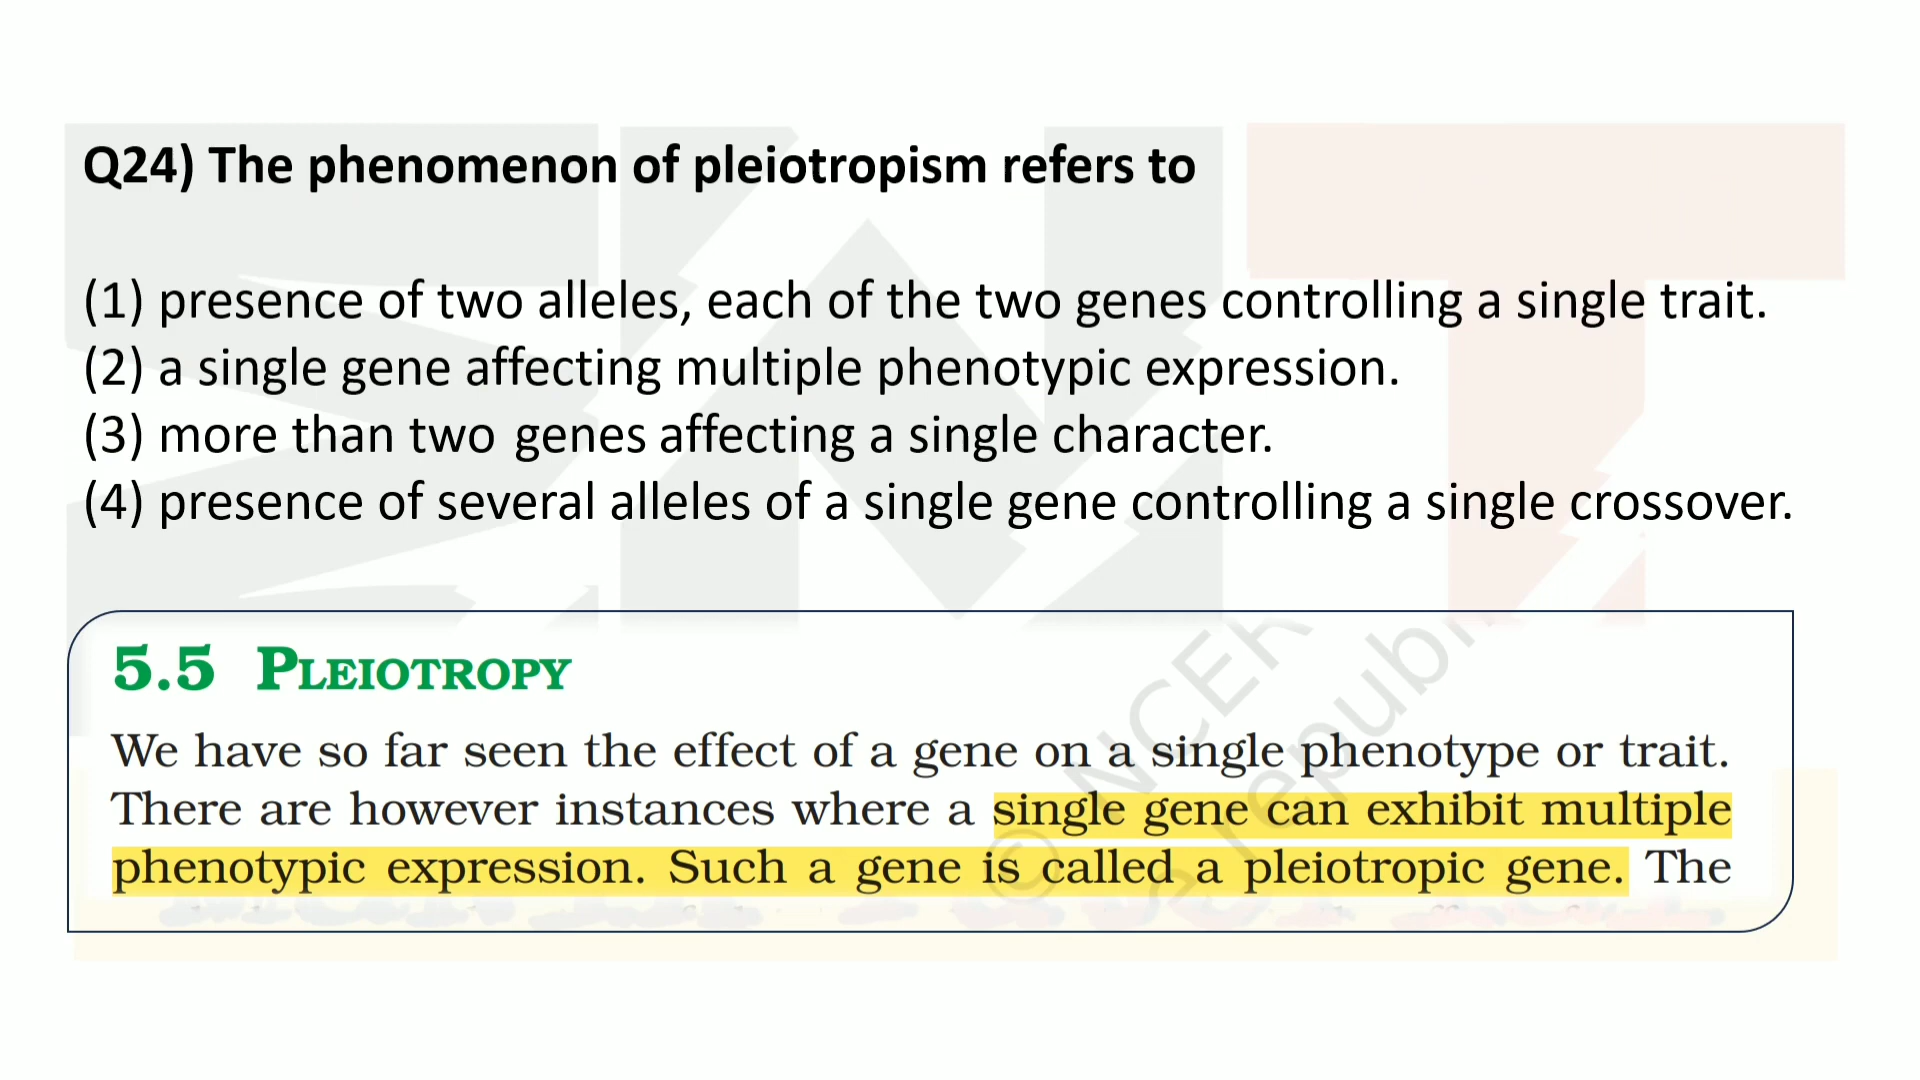 Q24) The phenomenon of pleiotropism refers to
(1) presence of two alleles, each of the two genes controlling a single trait.
(2) a single gene affecting multiple phenotypic expression.
(3) more than two genes affecting a single character.
(4) presence of several alleles of a single gene controlling a single crossover.
5.5 PLEIOTROPY
We have so far seen the effect of a gene on a single phenotype or trait.
There are however instances where a single gene can exhibit multiple
phenotypic expression. Such a gene is called a pleiotropic gene. The